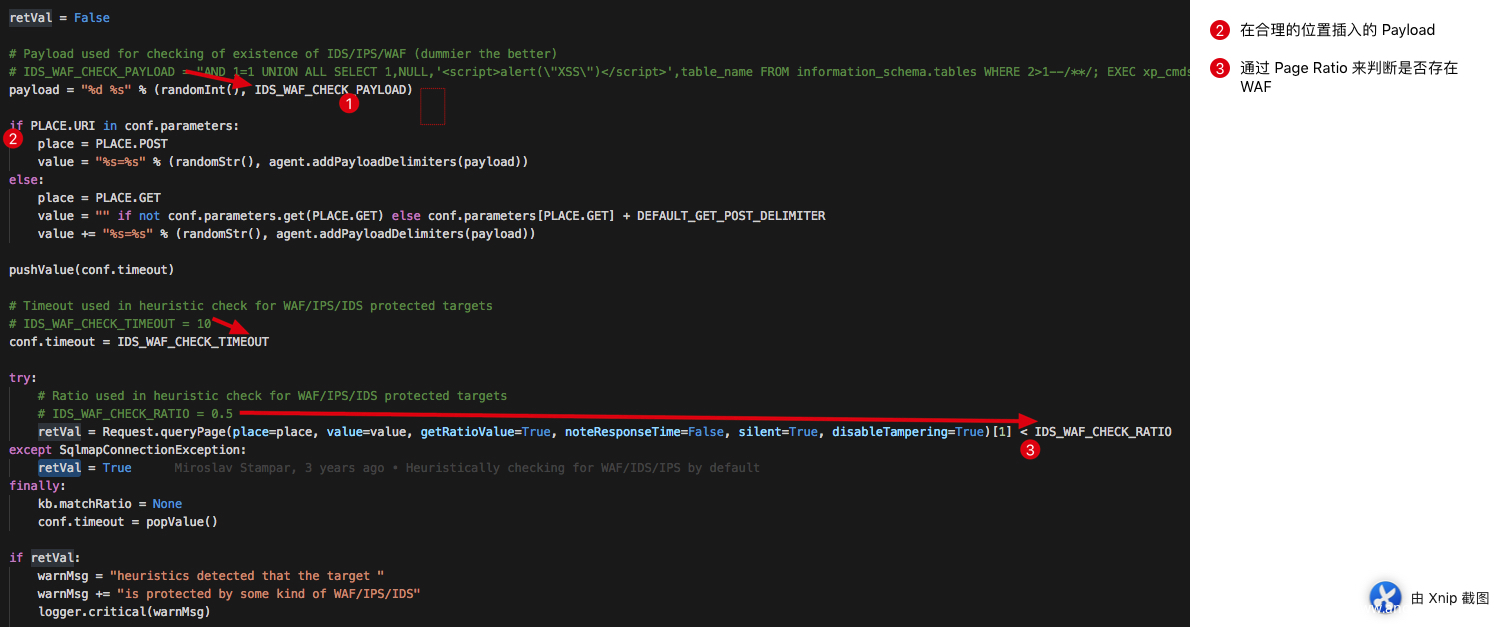 retVal = False
# Payload used for checking of existence of IDS/IPS/WAF (dummier the better)
# IDS_WAF_CHECK_PAYLOAD = "AND 1=1 UNION ALL SELECT 1,NULL,'<script>alert(\"XSS\")</script>',table_name FROM information_schema.tables WHERE 2>1--/**/; EXEC xp_cmds
payload = "%d %s" % (randomInt(), IDS_WAF_CHECK_PAYLOAD)
1
if PLACE.URI in conf.parameters:
2
    place = PLACE.POST
    value = "%s=%s" % (randomStr(), agent.addPayloadDelimiters(payload))
else:
    place = PLACE.GET
    value = "" if not conf.parameters.get(PLACE.GET) else conf.parameters[PLACE.GET] + DEFAULT_GET_POST_DELIMITER
    value += "%s=%s" % (randomStr(), agent.addPayloadDelimiters(payload))
pushValue(conf.timeout)
# Timeout used in heuristic check for WAF/IPS/IDS protected targets
# IDS_WAF_CHECK_TIMEOUT = 10
conf.timeout = IDS_WAF_CHECK_TIMEOUT
try:
    # Ratio used in heuristic check for WAF/IPS/IDS protected targets
    # IDS_WAF_CHECK_RATIO = 0.5
    retVal = Request.queryPage(place=place, value=value, getRatioValue=True, noteResponseTime=False, silent=True, disableTampering=True)[1] < IDS_WAF_CHECK_RATIO
3
except SqlmapConnectionException:
    retVal = True      Miroslav Stampar, 3 years ago • Heuristically checking for WAF/IDS/IPS by default
finally:
    kb.matchRatio = None
    conf.timeout = popValue()
if retVal:
    warnMsg = "heuristics detected that the target "
    warnMsg += "is protected by some kind of WAF/IPS/IDS"
    logger.critical(warnMsg)
2 在合理的位置插入的 Payload
3 通过 Page Ratio 来判断是否存在
WAF
由 Xnip 截图